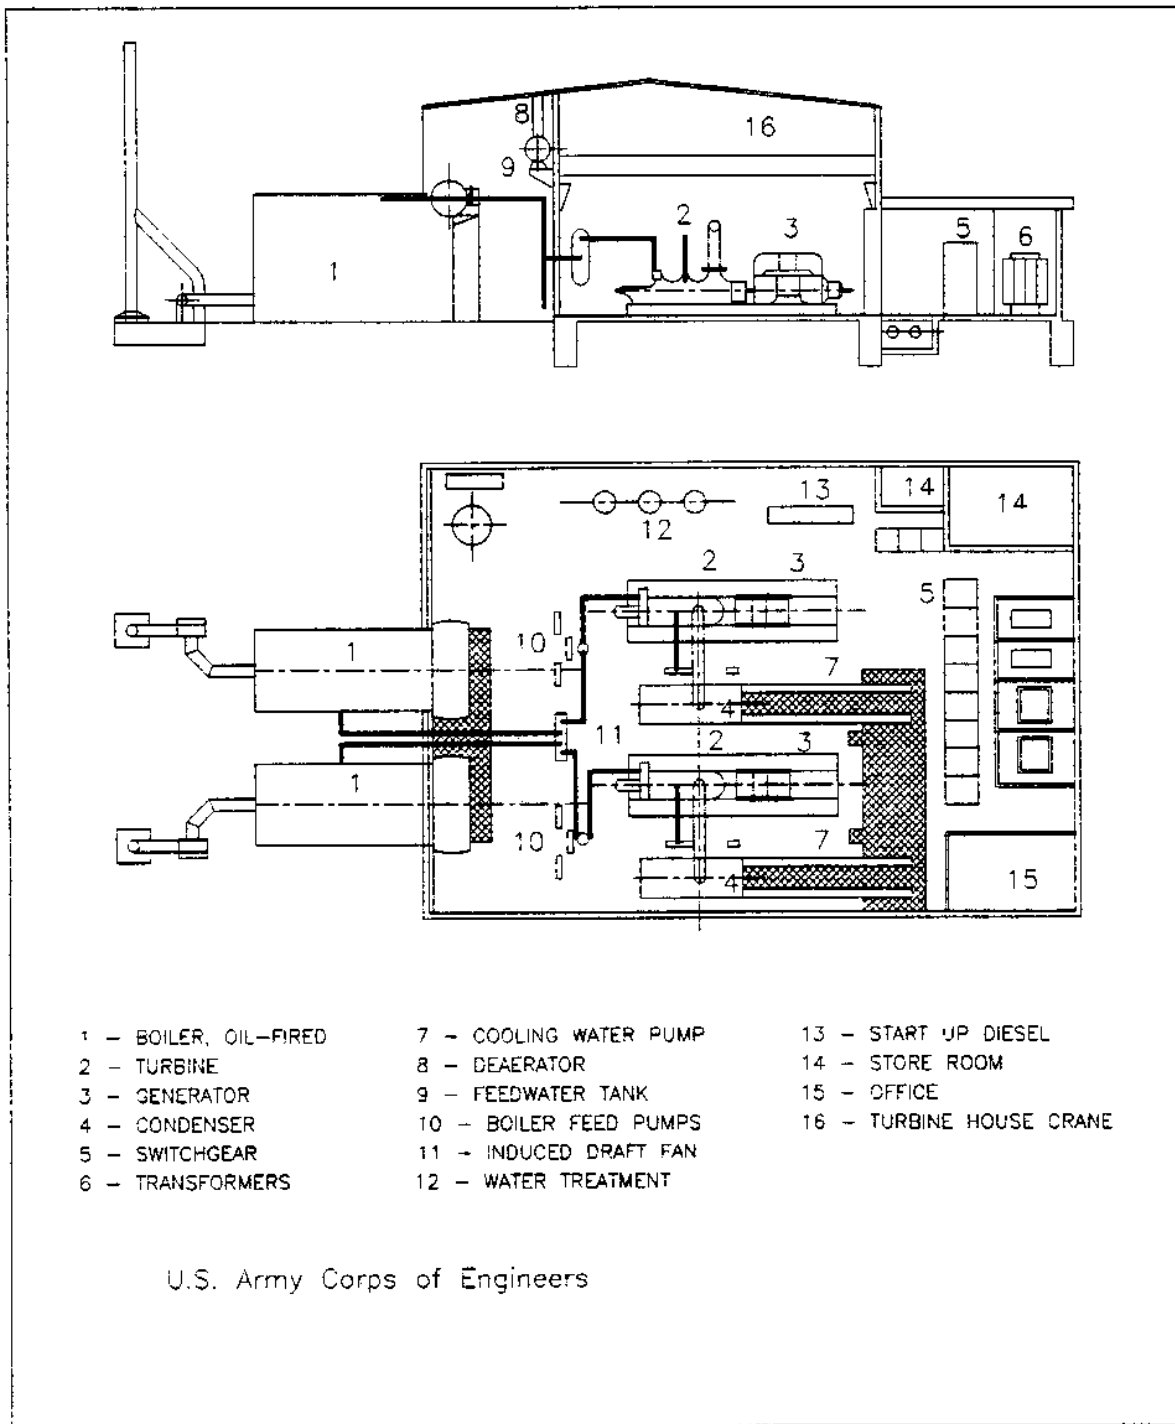 8
16
9
2
3
5
6
1
14
13
14
12
2
3
5
1
10
7
4
11
2
3
1
10
7
4
15
1 – BOILER, OIL–FIRED
2 – TURBINE
3 – GENERATOR
4 – CONDENSER
5 – SWITCHGEAR
6 – TRANSFORMERS
7 – COOLING WATER PUMP
8 – DEAERATOR
9 – FEEDWATER TANK
10 – BOILER FEED PUMPS
11 – INDUCED DRAFT FAN
12 – WATER TREATMENT
13 – START UP DIESEL
14 – STORE ROOM
15 – OFFICE
16 – TURBINE HOUSE CRANE
U.S. Army Corps of Engineers